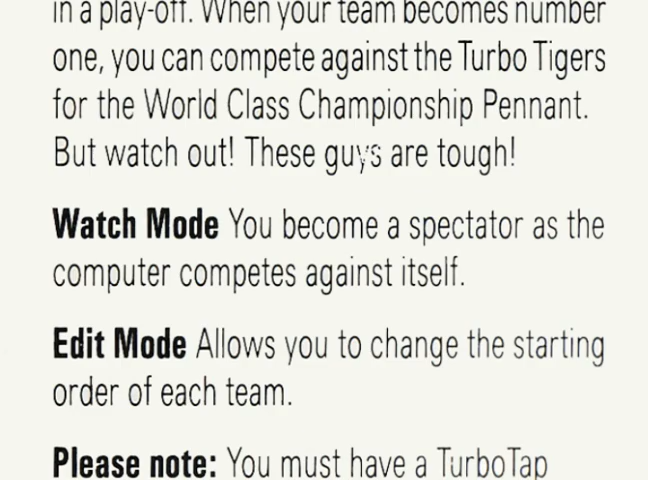 in a play-off. When your team becomes number
one, you can compete against the Turbo Tigers
for the World Class Championship Pennant.
But watch out! These guys are tough!
Watch Mode You become a spectator as the
computer competes against itself.
Edit Mode Allows you to change the starting
order of each team.
Please note: You must have a TurboTap